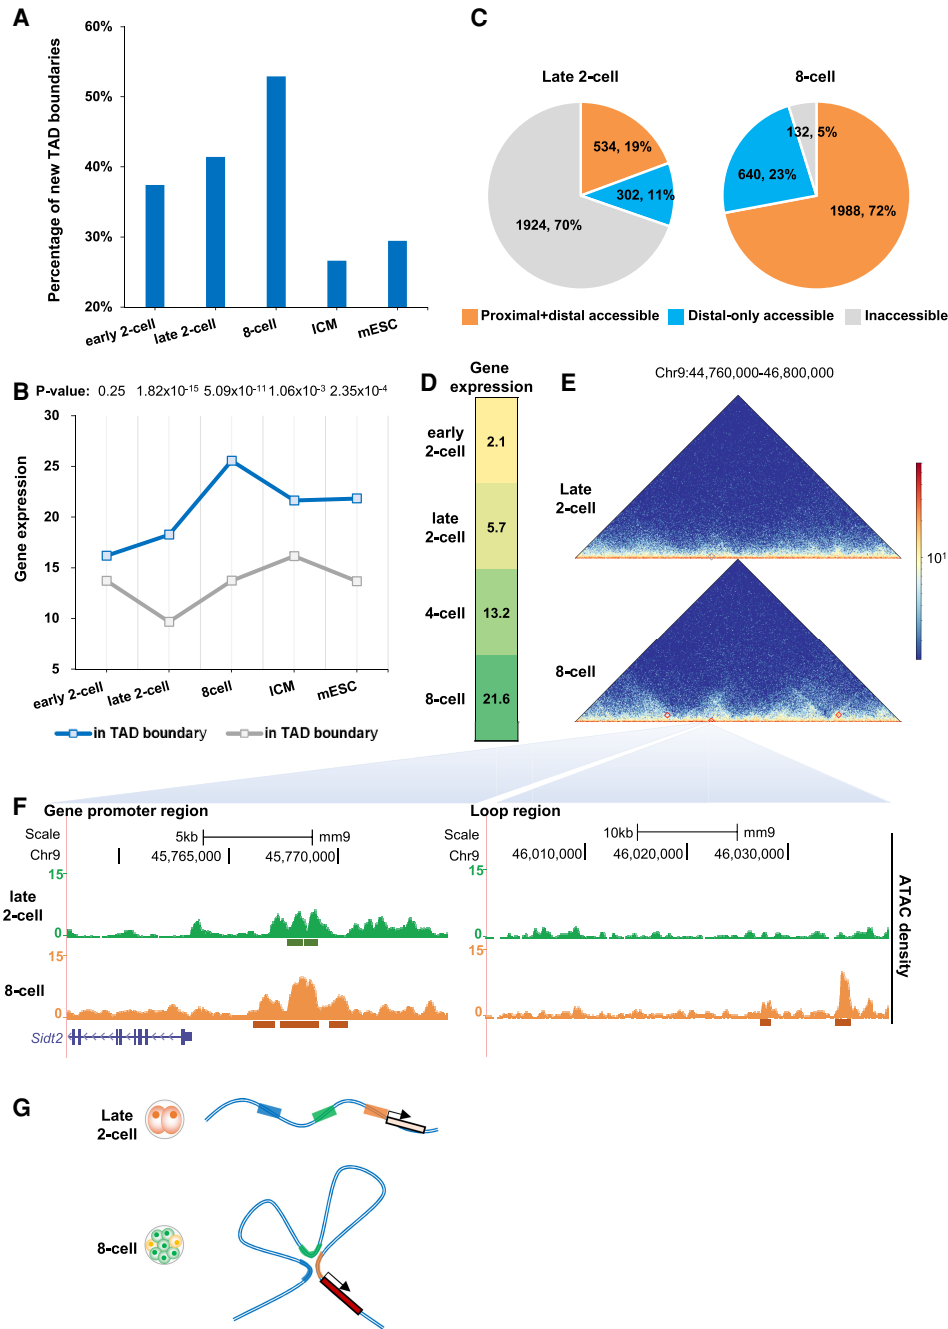 A
60%
50%
40%
30%
20%
Percentage of new TAD boundaries
early 2-cell
late 2-cell
8-cell
ICM
mESC
C
Late 2-cell
8-cell
534, 19%
302, 11%
1924, 70%
132, 5%
640, 23%
1988, 72%
Proximal+distal accessible
Distal-only accessible
Inaccessible
B
P-value: 0.25 1.82x10⁻¹⁵ 5.09x10⁻¹¹ 1.06x10⁻³ 2.35x10⁻⁴
30
25
20
15
10
5
Gene expression
early 2-cell
late 2-cell
8cell
ICM
mESC
in TAD boundary
in TAD boundary
D
Gene
expression
early
2-cell
2.1
late
2-cell
5.7
4-cell
13.2
8-cell
21.6
E
Chr9:44,760,000-46,800,000
Late
2-cell
8-cell
10¹
F
Gene promoter region
Scale
5kb
mm9
Chr9
45,765,000
45,770,000
15
late
2-cell
0
15
8-cell
0
Sidt2
Loop region
Scale
10kb
mm9
Chr9
46,010,000
46,020,000
46,030,000
15
0
15
0
ATAC density
G
Late
2-cell
8-cell